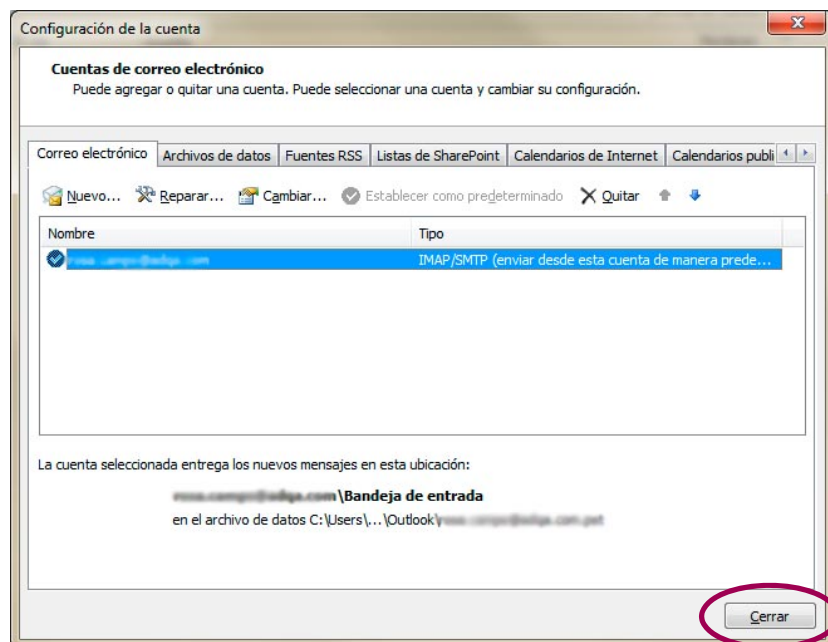 Configuración de la cuenta
Cuentas de correo electrónico
Puede agregar o quitar una cuenta. Puede seleccionar una cuenta y cambiar su configuración.
Correo electrónico Archivos de datos Fuentes RSS Listas de SharePoint Calendarios de Internet Calendarios publi
Nuevo... Reparar... Cambiar... Establecer como predeterminado Quitar
Nombre Tipo
IMAP/SMTP (enviar desde esta cuenta de manera prede...
La cuenta seleccionada entrega los nuevos mensajes en esta ubicación:
\Bandeja de entrada
en el archivo de datos C:\Users\...\Outlook\
Cerrar